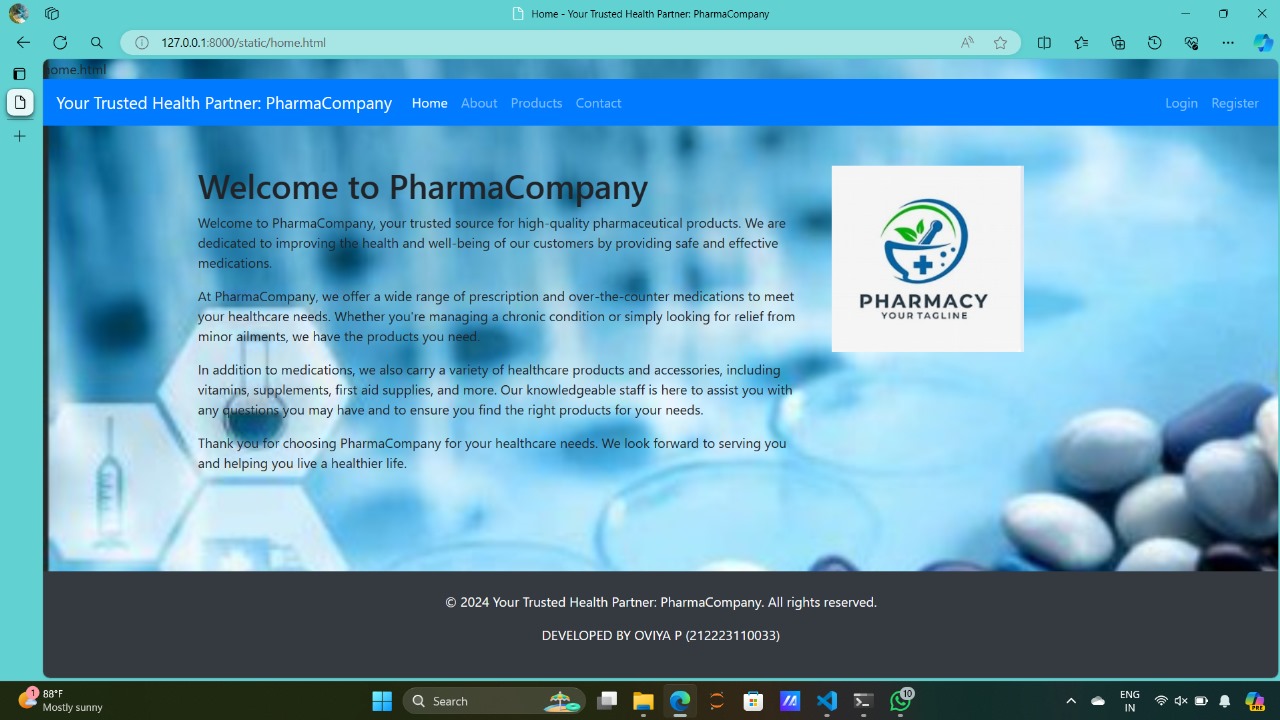 Home - Your Trusted Health Partner: PharmaCompany
127.0.0.1:8000/static/home.html
home.html
Your Trusted Health Partner: PharmaCompany Home About Products Contact Login Register
Welcome to PharmaCompany
Welcome to PharmaCompany, your trusted source for high-quality pharmaceutical products. We are
dedicated to improving the health and well-being of our customers by providing safe and effective
medications.
At PharmaCompany, we offer a wide range of prescription and over-the-counter medications to meet
your healthcare needs. Whether you're managing a chronic condition or simply looking for relief from
minor ailments, we have the products you need.
In addition to medications, we also carry a variety of healthcare products and accessories, including
vitamins, supplements, first aid supplies, and more. Our knowledgeable staff is here to assist you with
any questions you may have and to ensure you find the right products for your needs.
Thank you for choosing PharmaCompany for your healthcare needs. We look forward to serving you
and helping you live a healthier life.
PHARMACY
YOUR TAGLINE
© 2024 Your Trusted Health Partner: PharmaCompany. All rights reserved.
DEVELOPED BY OVIYA P (212223110033)
1
88°F
Mostly sunny
Search
10
ENG
IN
PRE